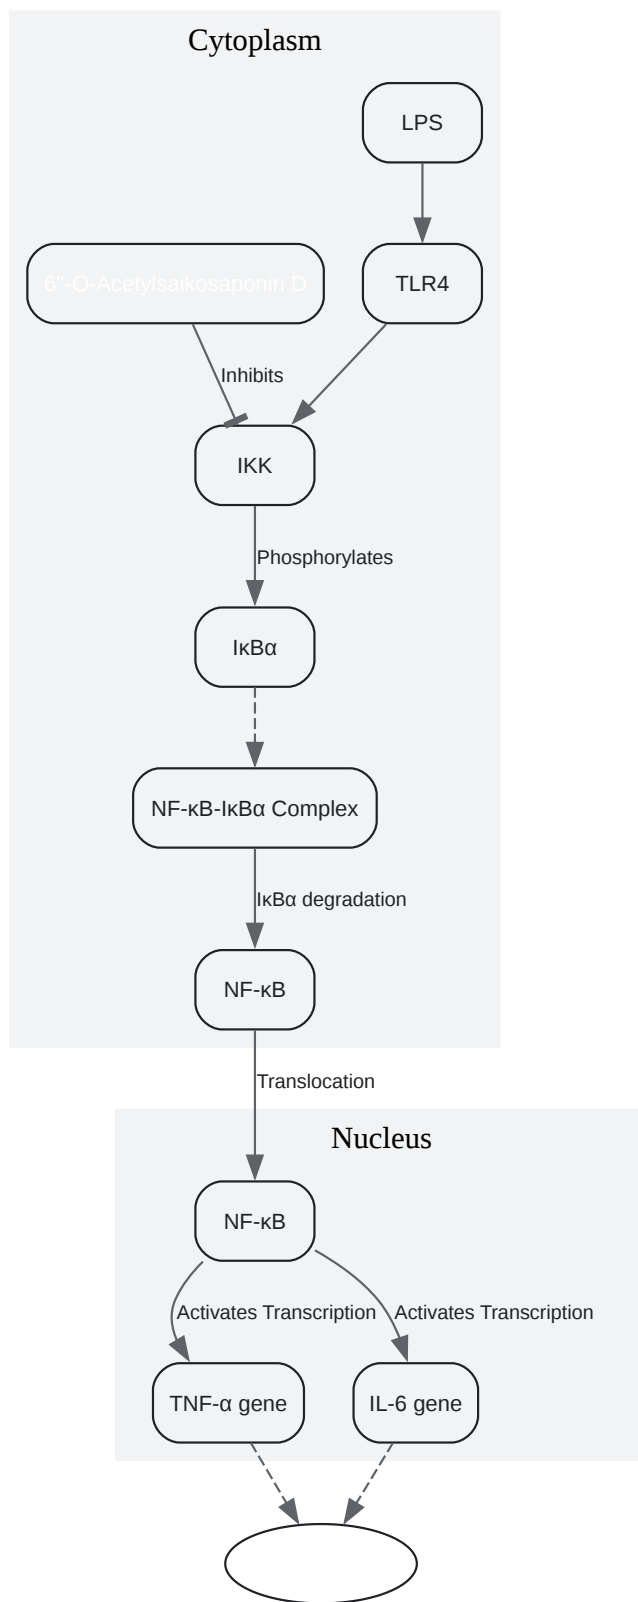 Cytoplasm
LPS
6"-O-Acetylsaikosaponin D
TLR4
Inhibits
IKK
Phosphorylates
IκBα
NF-κB-IκBα Complex
IκBα degradation
NF-κB
Translocation
Nucleus
NF-κB
Activates Transcription
Activates Transcription
TNF-α gene
IL-6 gene